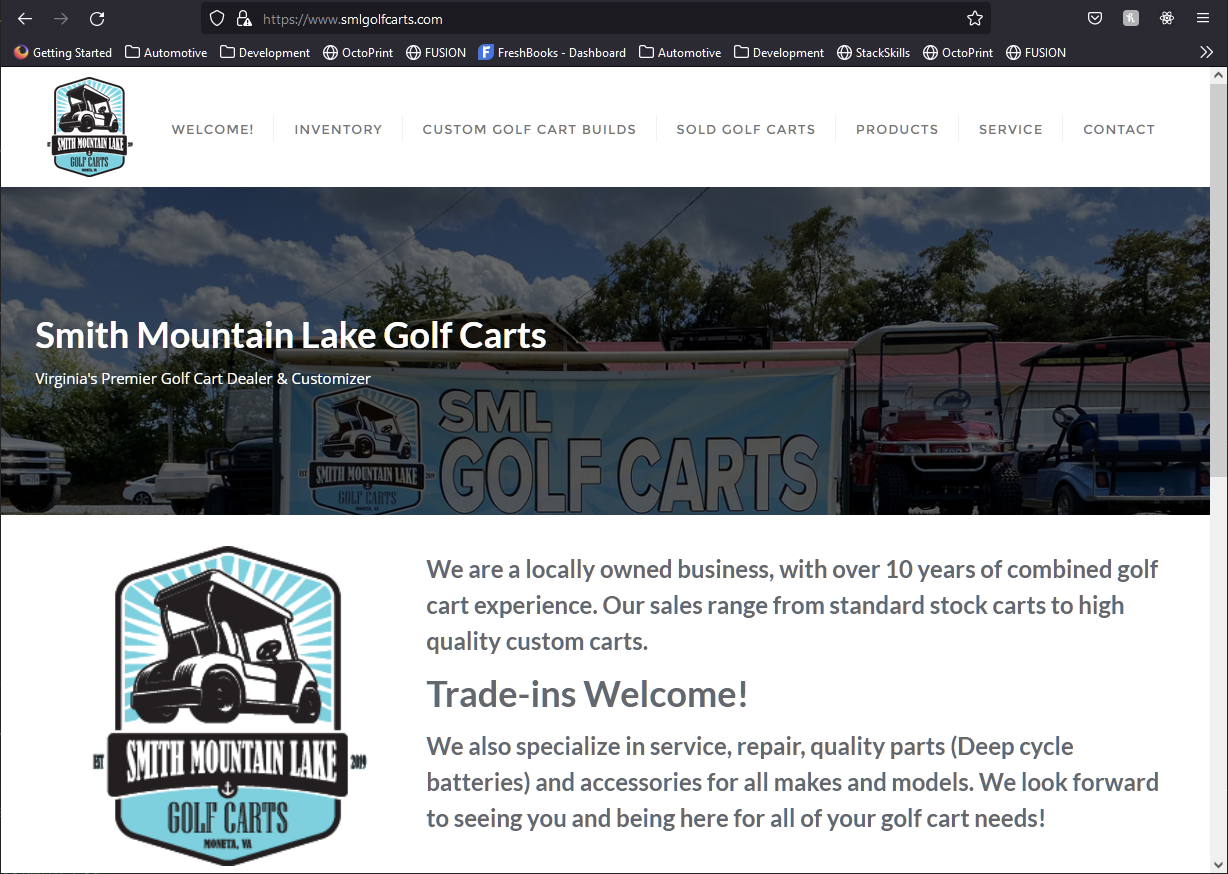 https://www.smlgolfcarts.com
Getting Started Automotive Development OctoPrint FUSION FreshBooks - Dashboard Automotive Development StackSkills OctoPrint FUSION
SMITH MOUNTAIN LAKE
GOLF CARTS
MONETA, VA
WELCOME! INVENTORY CUSTOM GOLF CART BUILDS SOLD GOLF CARTS PRODUCTS SERVICE CONTACT
Smith Mountain Lake Golf Carts
Virginia's Premier Golf Cart Dealer & Customizer
SML
GOLF CARTS
EST SMITH MOUNTAIN LAKE 2019
GOLF CARTS
MONETA, VA
We are a locally owned business, with over 10 years of combined golf
cart experience. Our sales range from standard stock carts to high
quality custom carts.
Trade-ins Welcome!
We also specialize in service, repair, quality parts (Deep cycle
batteries) and accessories for all makes and models. We look forward
to seeing you and being here for all of your golf cart needs!
EST SMITH MOUNTAIN LAKE 2019
GOLF CARTS
MONETA, VA